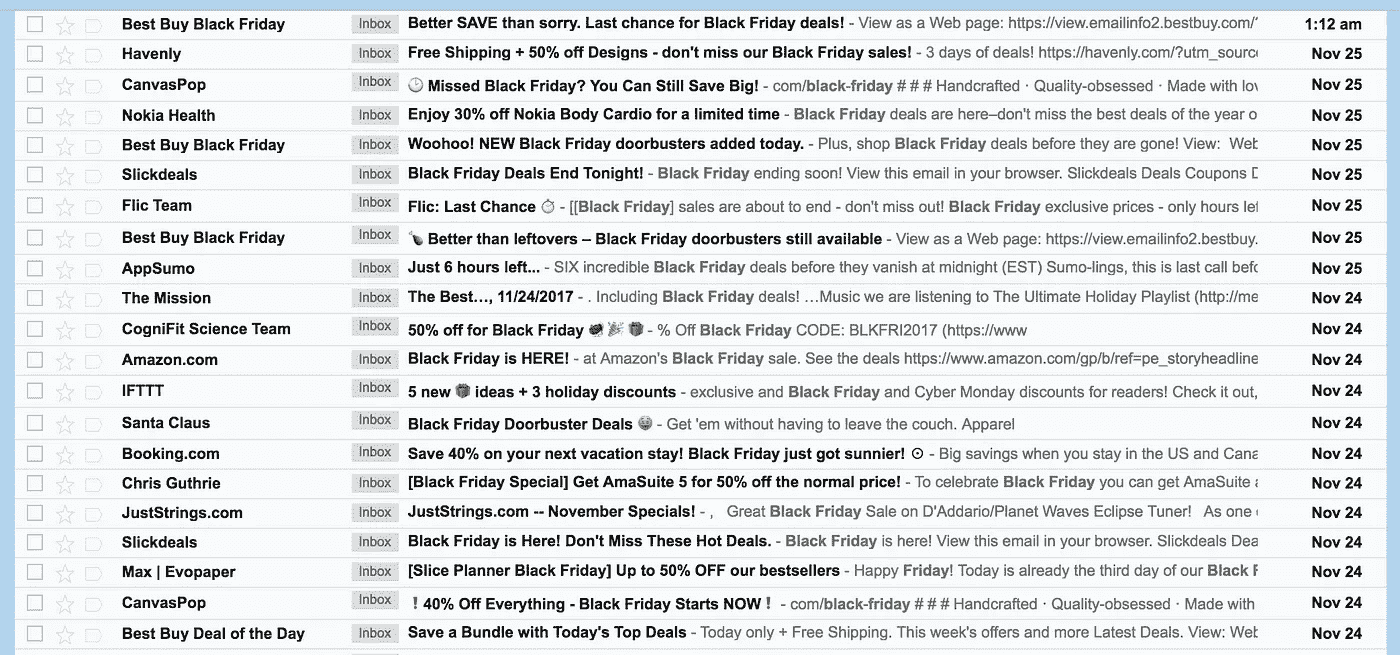 Best Buy Black Friday Inbox Better SAVE than sorry. Last chance for Black Friday deals! - View as a Web page: https://view.emailinfo2.bestbuy.com/ 1:12 am
Havenly Inbox Free Shipping + 50% off Designs - don't miss our Black Friday sales! - 3 days of deals! https://havenly.com/?utm_source Nov 25
CanvasPop Inbox 🕒 Missed Black Friday? You Can Still Save Big! - com/black-friday # # # Handcrafted · Quality-obsessed · Made with lov Nov 25
Nokia Health Inbox Enjoy 30% off Nokia Body Cardio for a limited time - Black Friday deals are here–don't miss the best deals of the year o Nov 25
Best Buy Black Friday Inbox Woohoo! NEW Black Friday doorbusters added today. - Plus, shop Black Friday deals before they are gone! View: Web Nov 25
Slickdeals Inbox Black Friday Deals End Tonight! - Black Friday ending soon! View this email in your browser. Slickdeals Deals Coupons D Nov 25
Flic Team Inbox Flic: Last Chance ⏱ - [[Black Friday] sales are about to end - don't miss out! Black Friday exclusive prices - only hours lef Nov 25
Best Buy Black Friday Inbox 🍗 Better than leftovers – Black Friday doorbusters still available - View as a Web page: https://view.emailinfo2.bestbuy. Nov 25
AppSumo Inbox Just 6 hours left... - SIX incredible Black Friday deals before they vanish at midnight (EST) Sumo-lings, this is last call befo Nov 25
The Mission Inbox The Best…, 11/24/2017 - . Including Black Friday deals! …Music we are listening to The Ultimate Holiday Playlist (http://me Nov 24
CogniFit Science Team Inbox 50% off for Black Friday 🎉 🎁 - % Off Black Friday CODE: BLKFRI2017 (https://www Nov 24
Amazon.com Inbox Black Friday is HERE! - at Amazon's Black Friday sale. See the deals https://www.amazon.com/gp/b/ref=pe_storyheadline Nov 24
IFTTT Inbox 5 new 🎁 ideas + 3 holiday discounts - exclusive and Black Friday and Cyber Monday discounts for readers! Check it out, Nov 24
Santa Claus Inbox Black Friday Doorbuster Deals - Get 'em without having to leave the couch. Apparel Nov 24
Booking.com Inbox Save 40% on your next vacation stay! Black Friday just got sunnier! ⊙ - Big savings when you stay in the US and Cana Nov 24
Chris Guthrie Inbox [Black Friday Special] Get AmaSuite 5 for 50% off the normal price! - To celebrate Black Friday you can get AmaSuite Nov 24
JustStrings.com Inbox JustStrings.com -- November Specials! - , Great Black Friday Sale on D'Addario/Planet Waves Eclipse Tuner! As one Nov 24
Slickdeals Inbox Black Friday is Here! Don't Miss These Hot Deals. - Black Friday is here! View this email in your browser. Slickdeals Dea Nov 24
Max | Evopaper Inbox [Slice Planner Black Friday] Up to 50% OFF our bestsellers - Happy Friday! Today is already the third day of our Black F Nov 24
CanvasPop Inbox ❗ 40% Off Everything - Black Friday Starts NOW❗ - com/black-friday # # # Handcrafted · Quality-obsessed · Made with Nov 24
Best Buy Deal of the Day Inbox Save a Bundle with Today's Top Deals - Today only + Free Shipping. This week's offers and more Latest Deals. View: Web Nov 24